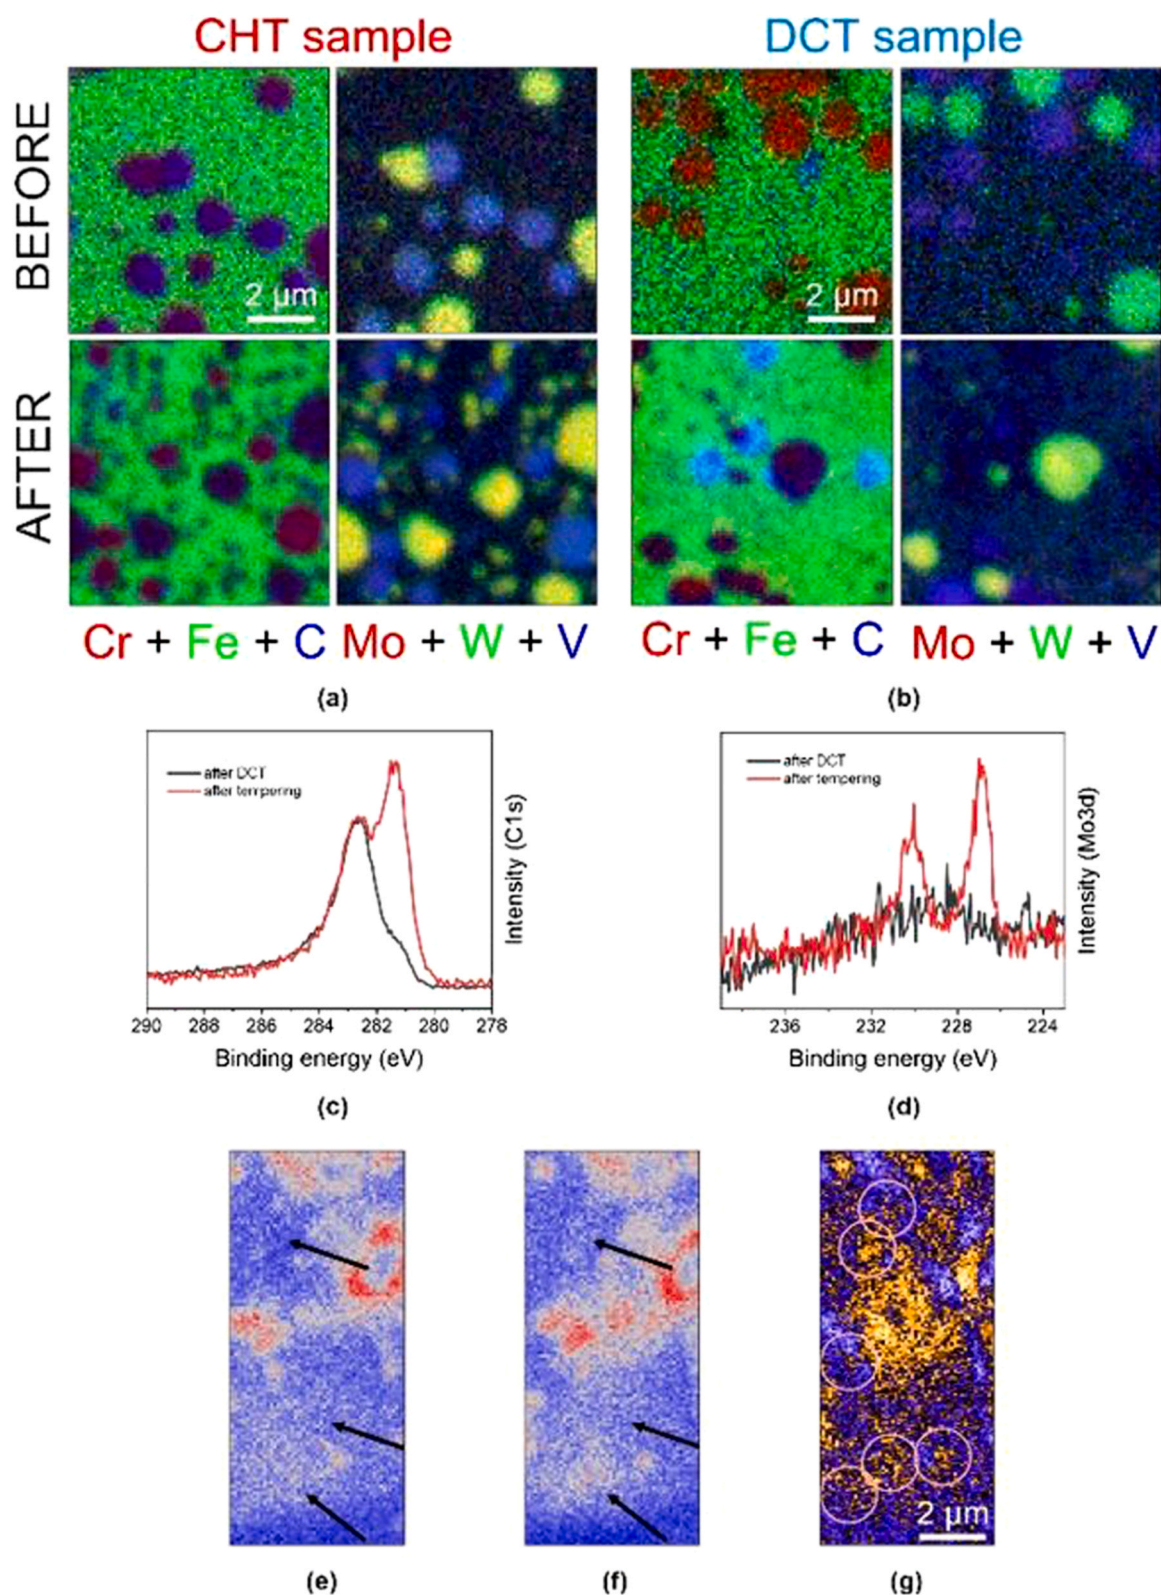 CHT sample DCT sample
BEFORE
2 µm 2 µm
AFTER
Cr + Fe + C Mo + W + V Cr + Fe + C Mo + W + V
(a) (b)
after DCT
after tempering
Intensity (C1s)
290 288 286 284 282 280 278
Binding energy (eV)
(c)
after DCT
after tempering
Intensity (Mo3d)
236 232 228 224
Binding energy (eV)
(d)
2 µm
(e) (f) (g)